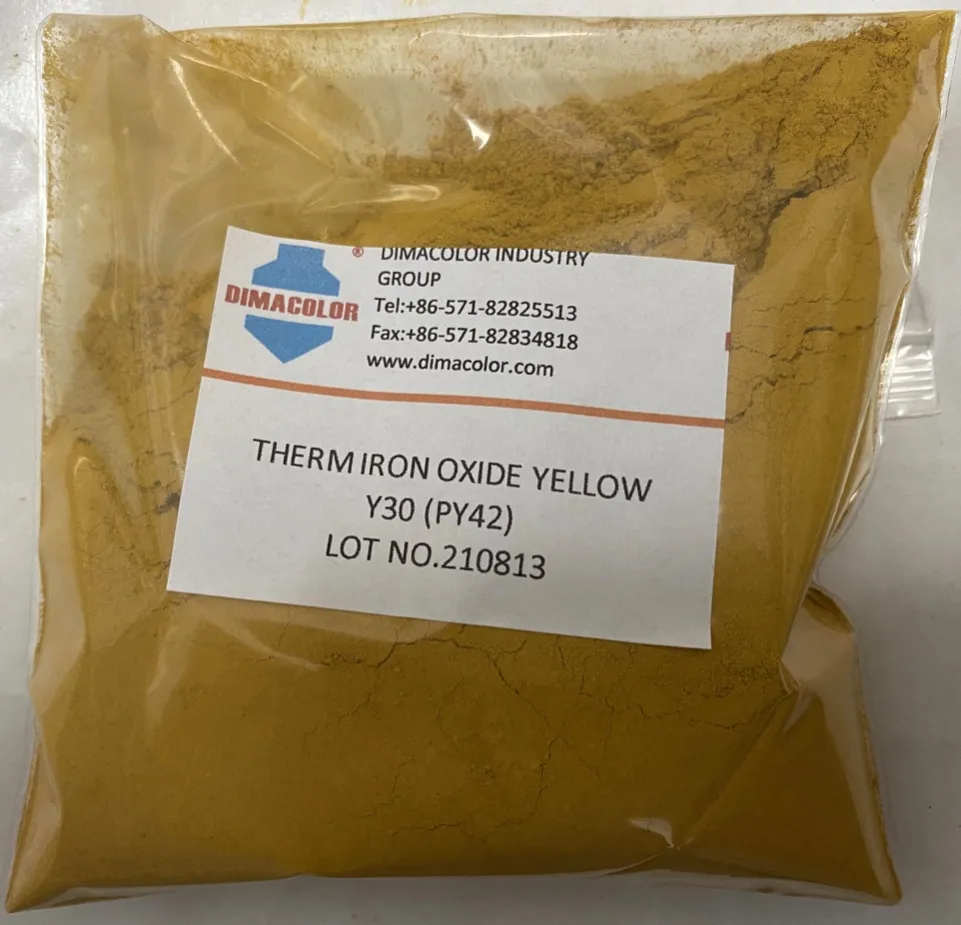 DIMACOLOR
® DIMACOLOR INDUSTRY
GROUP
Tel:+86-571-82825513
Fax:+86-571-82834818
www.dimacolor.com
THERM IRON OXIDE YELLOW
Y30 (PY42)
LOT NO.210813